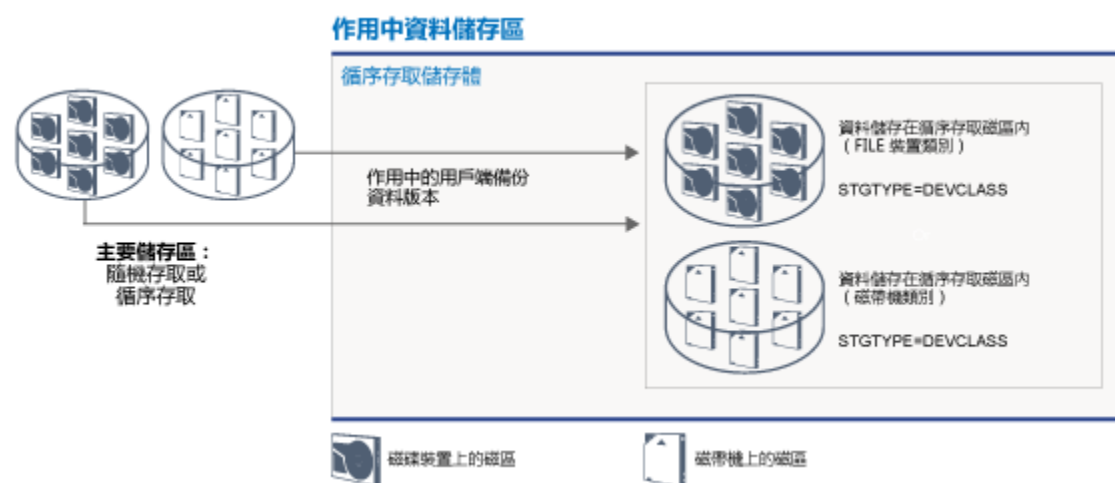 作用中資料儲存區
循序存取儲存體
資料儲存在循序存取磁區內
（FILE 裝置類別）
STGTYPE=DEVCLASS
作用中的用戶端備份
資料版本
主要儲存區：
隨機存取或
循序存取
資料儲存在循序存取磁區內
（磁帶機類別）
STGTYPE=DEVCLASS
磁碟裝置上的磁區
磁帶機上的磁區